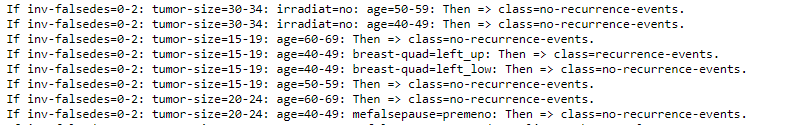 If inv-falsedes=0-2: tumor-size=30-34: irradiat=no: age=50-59: Then => class=no-recurrence-events.
If inv-falsedes=0-2: tumor-size=30-34: irradiat=no: age=40-49: Then => class=no-recurrence-events.
If inv-falsedes=0-2: tumor-size=15-19: age=60-69: Then => class=no-recurrence-events.
If inv-falsedes=0-2: tumor-size=15-19: age=40-49: breast-quad=left_up: Then => class=recurrence-events.
If inv-falsedes=0-2: tumor-size=15-19: age=40-49: breast-quad=left_low: Then => class=no-recurrence-events.
If inv-falsedes=0-2: tumor-size=15-19: age=50-59: Then => class=no-recurrence-events.
If inv-falsedes=0-2: tumor-size=20-24: age=60-69: Then => class=no-recurrence-events.
If inv-falsedes=0-2: tumor-size=20-24: age=40-49: mefalsepause=premeno: Then => class=no-recurrence-events.